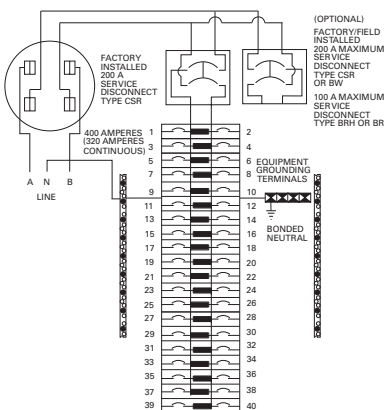 (OPTIONAL)
FACTORY/FIELD
INSTALLED
200 A MAXIMUM
SERVICE
DISCONNECT
TYPE CSR
OR BW
100 A MAXIMUM
SERVICE
DISCONNECT
TYPE BRH OR BR
FACTORY
INSTALLED
200 A
SERVICE
DISCONNECT
TYPE CSR
400 AMPERES
(320 AMPERES
CONTINUOUS)
A N B
LINE
EQUIPMENT
GROUNDING
TERMINALS
BONDED
NEUTRAL
1 2
3 4
5 6
7 8
9 10
11 12
13 14
15 16
17 18
19 20
21 22
23 24
25 26
27 28
29 30
31 32
33 34
35 36
37 38
39 40